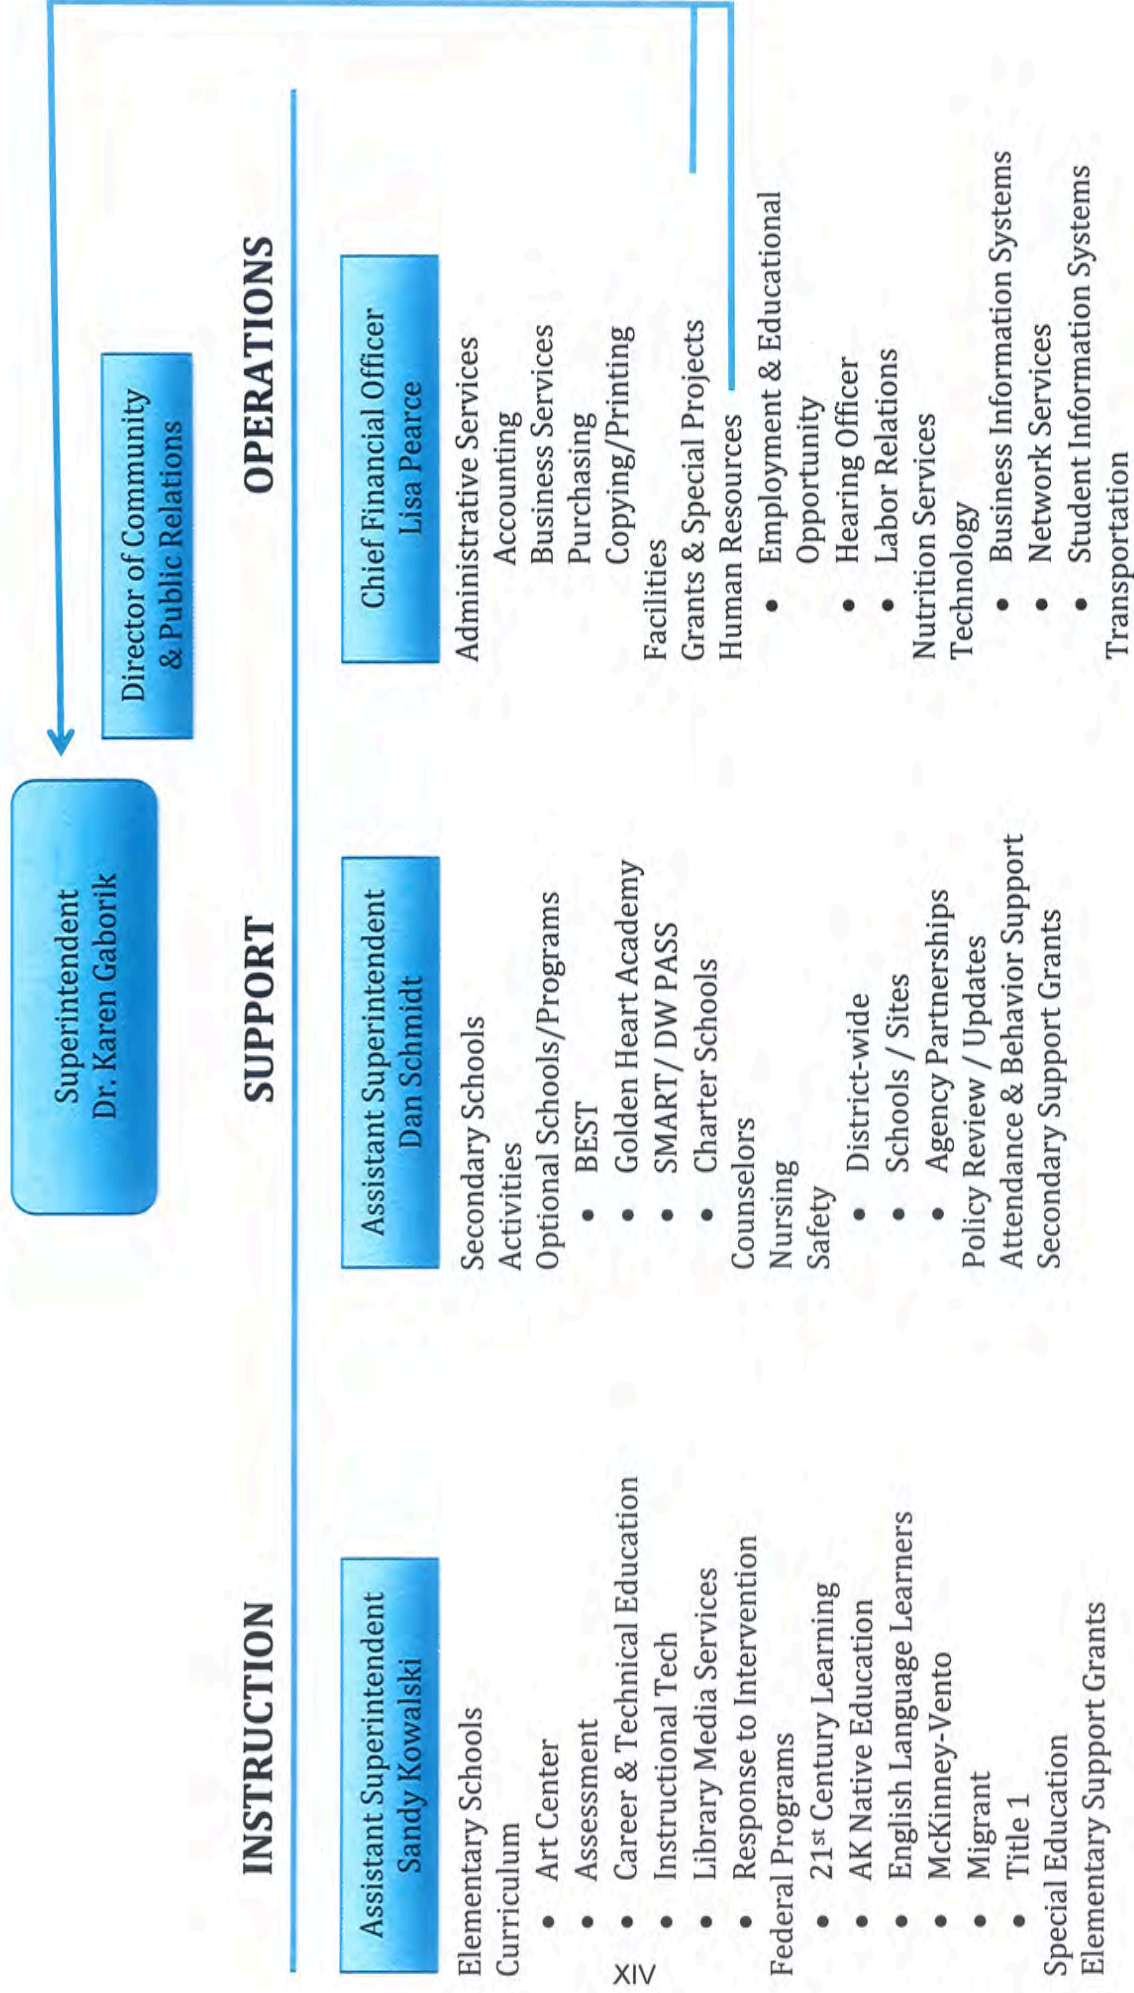 Superintendent
Dr. Karen Gaborik
Director of Community
& Public Relations
INSTRUCTION
Assistant Superintendent
Sandy Kowalski
Elementary Schools
Curriculum
• Art Center
• Assessment
• Career & Technical Education
• Instructional Tech
• Library Media Services
• Response to Intervention
Federal Programs
• 21st Century Learning
• AK Native Education
• English Language Learners
• McKinney-Vento
• Migrant
• Title 1
Special Education
Elementary Support Grants
SUPPORT
Assistant Superintendent
Dan Schmidt
Secondary Schools
Activities
Optional Schools/Programs
• BEST
• Golden Heart Academy
• SMART/ DW PASS
• Charter Schools
Counselors
Nursing
Safety
• District-wide
• Schools / Sites
• Agency Partnerships
Policy Review / Updates
Attendance & Behavior Support
Secondary Support Grants
OPERATIONS
Chief Financial Officer
Lisa Pearce
Administrative Services
Accounting
Business Services
Purchasing
Copying/Printing
Facilities
Grants & Special Projects
Human Resources
• Employment & Educational
Opportunity
• Hearing Officer
• Labor Relations
Nutrition Services
Technology
• Business Information Systems
• Network Services
• Student Information Systems
Transportation
XIV